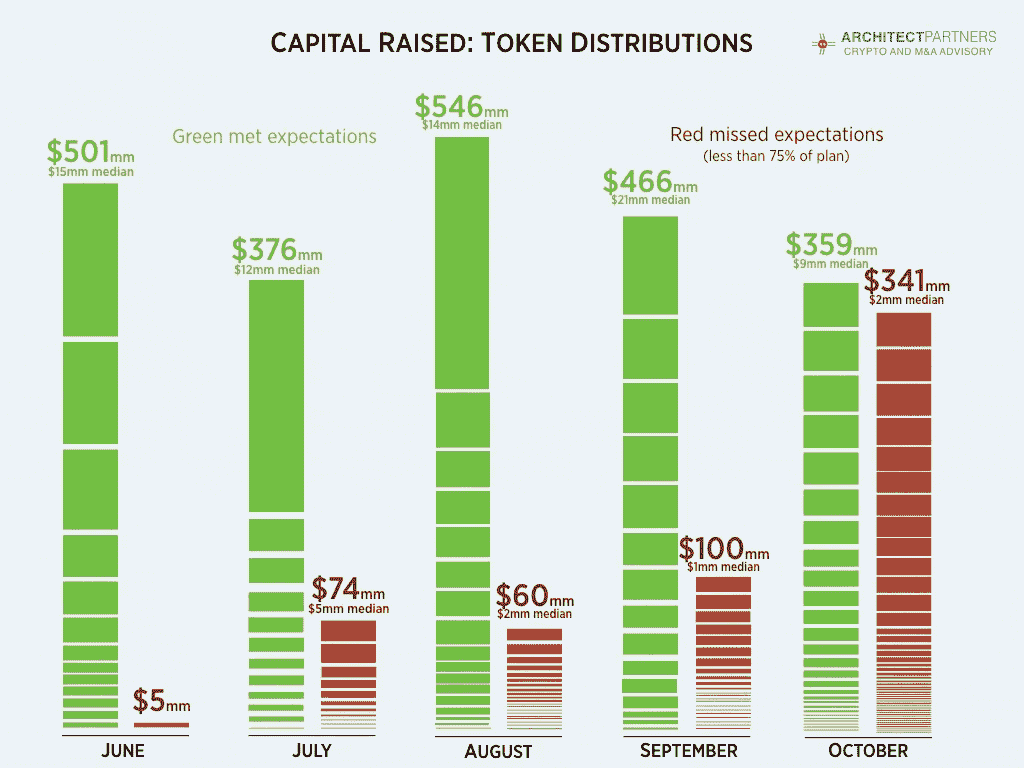 CAPITAL RAISED: TOKEN DISTRIBUTIONS
ARCHITECTPARTNERS
CRYPTO AND M&A ADVISORY
Green met expectations
Red missed expectations
(less than 75% of plan)
$501mm
$15mm median
$5mm
JUNE
$376mm
$12mm median
$74mm
$5mm median
JULY
$546mm
$14mm median
$60mm
$2mm median
AUGUST
$466mm
$21mm median
$100mm
$1mm median
SEPTEMBER
$359mm
$9mm median
$341mm
$2mm median
OCTOBER